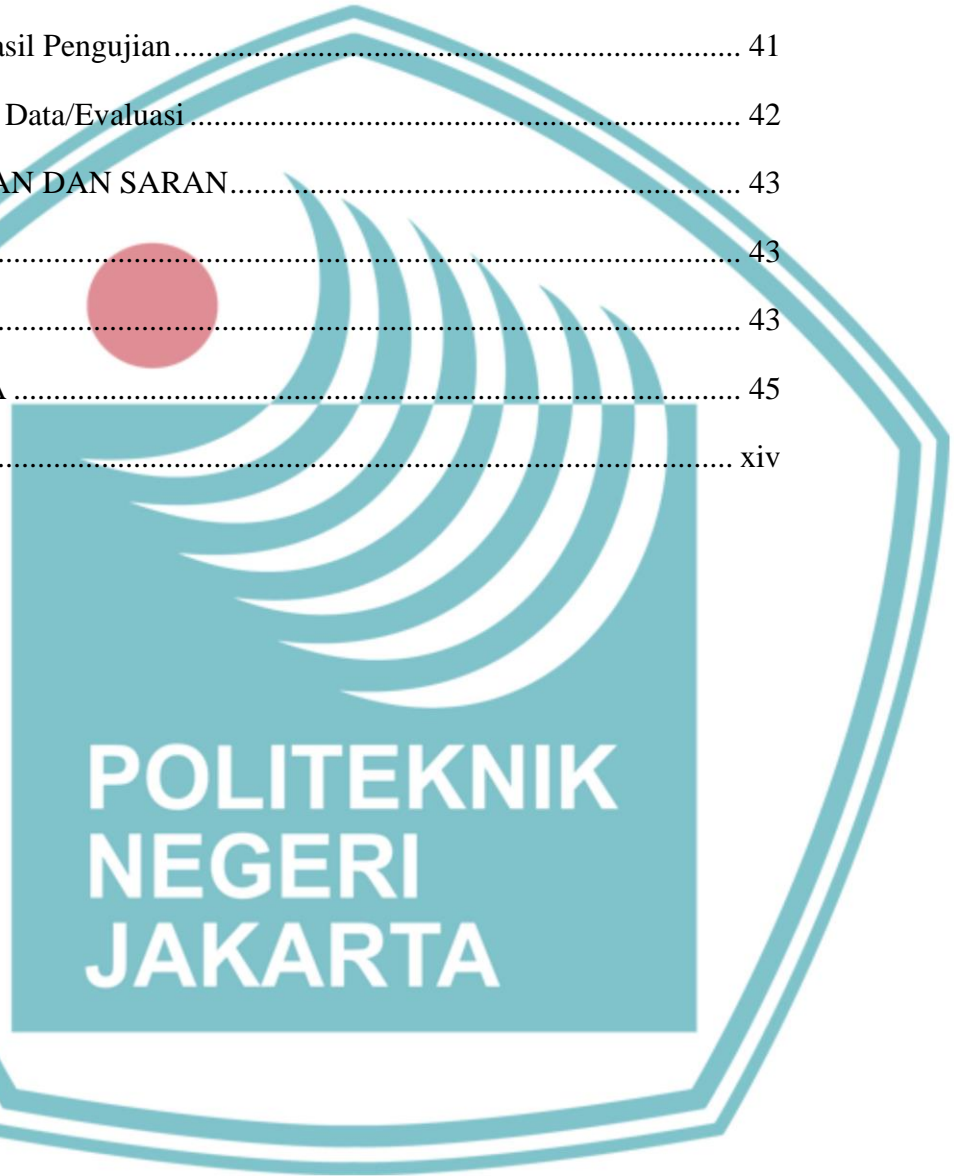 asil Pengujian.................................................................... 41
Data/Evaluasi.................................................................. 42
AN DAN SARAN............................................................. 43
.................................................................... 43
.................................................................... 43
A.................................................................... 45
.................................................................... xiv
POLITEKNIK
NEGERI
JAKARTA